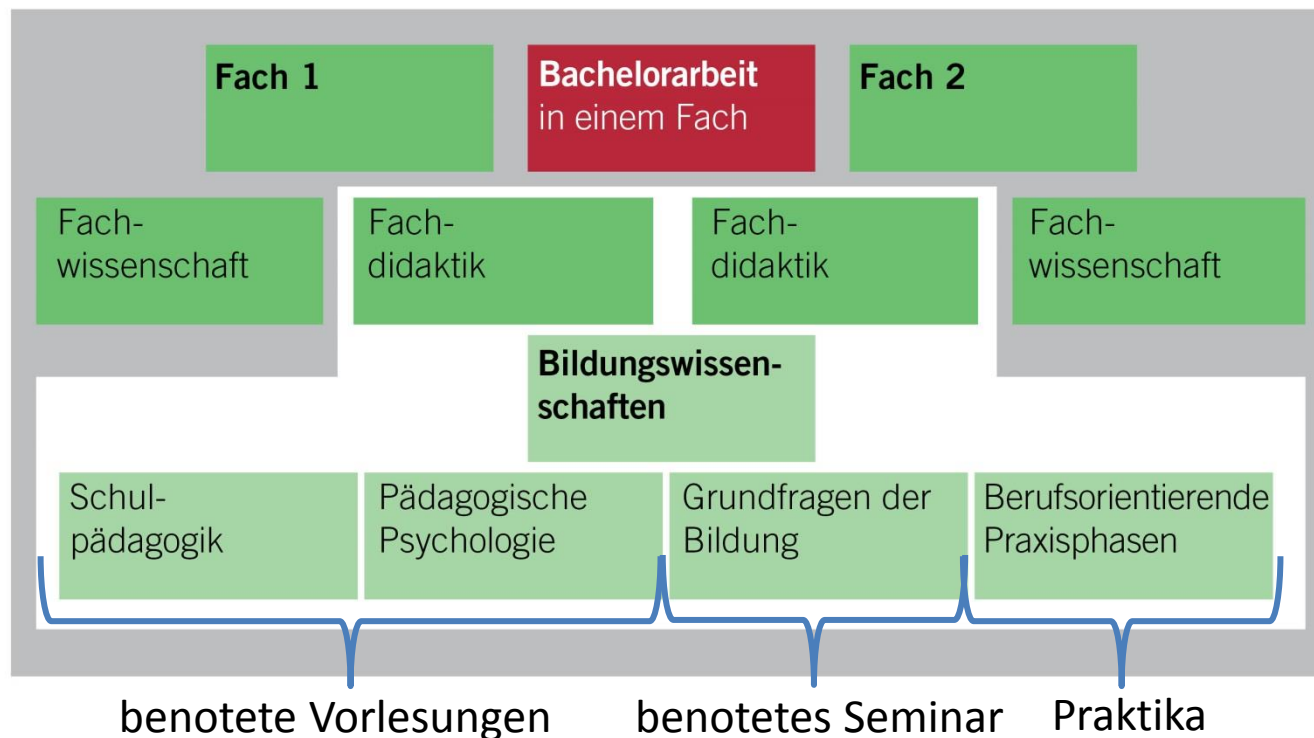 Fach 1
Bachelorarbeit
in einem Fach
Fach 2
Fach-
wissenschaft
Fach-
didaktik
Fach-
didaktik
Fach-
wissenschaft
Bildungswissen-
schaften
Schul-
pädagogik
Pädagogische
Psychologie
Grundfragen der
Bildung
Berufsorientierende
Praxisphasen
benotete Vorlesungen
benotetes Seminar
Praktika